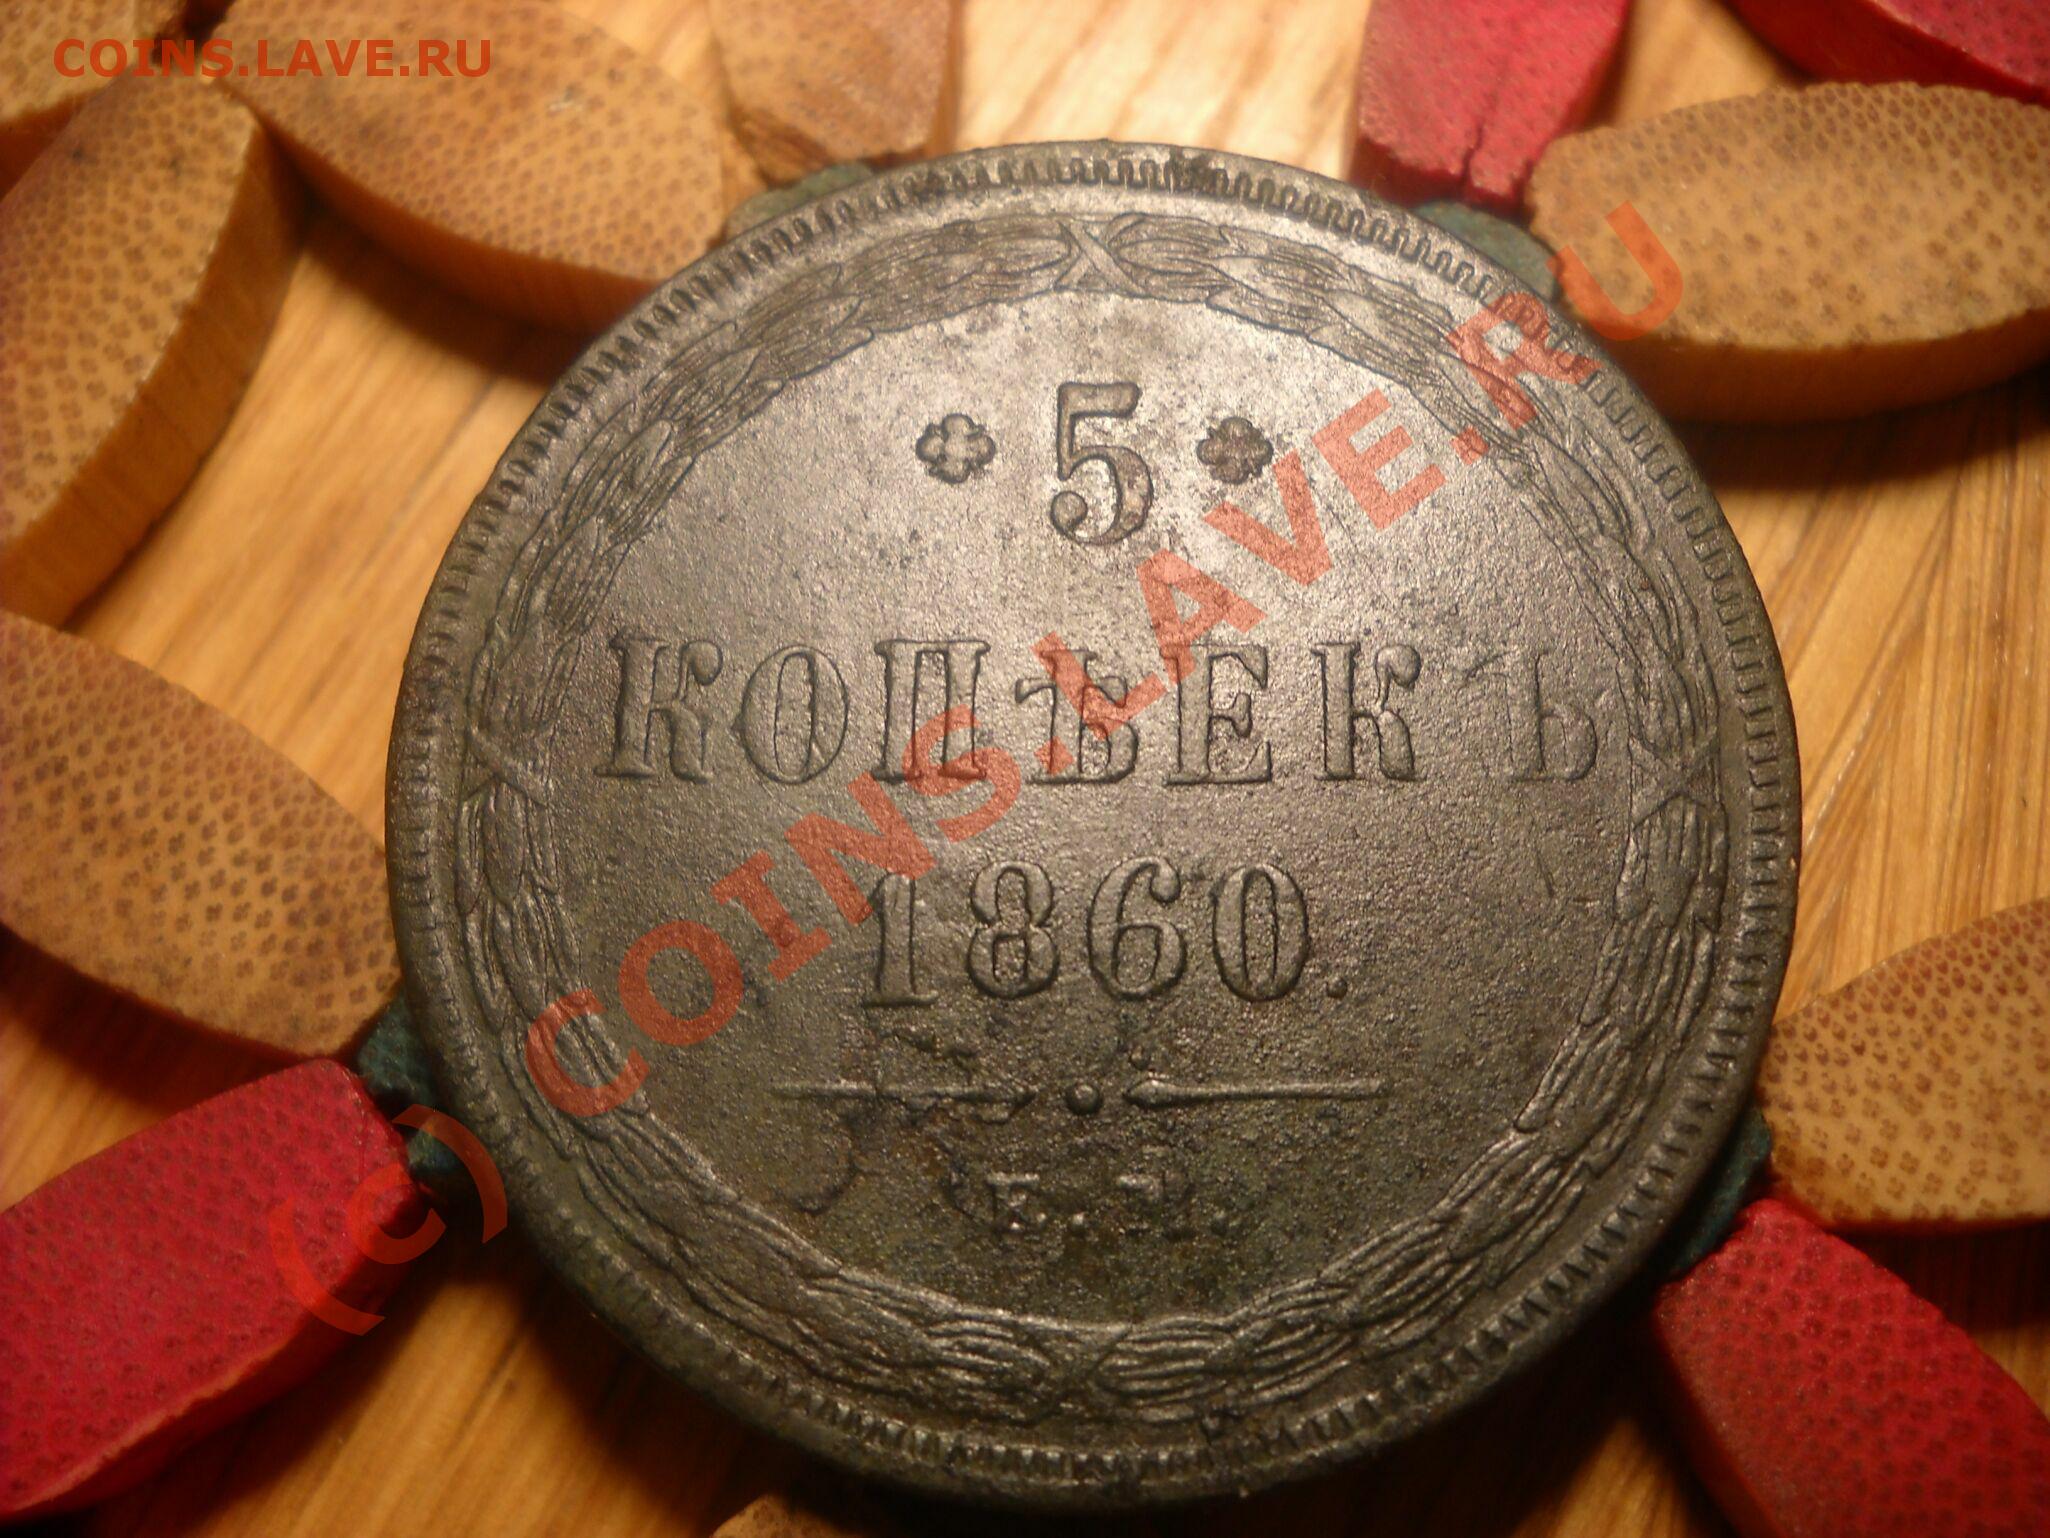 COINS.LAVE.RU
5
КОПѢЕКЪ
1860.
Е.М.
(c) COINS.LAVE.RU